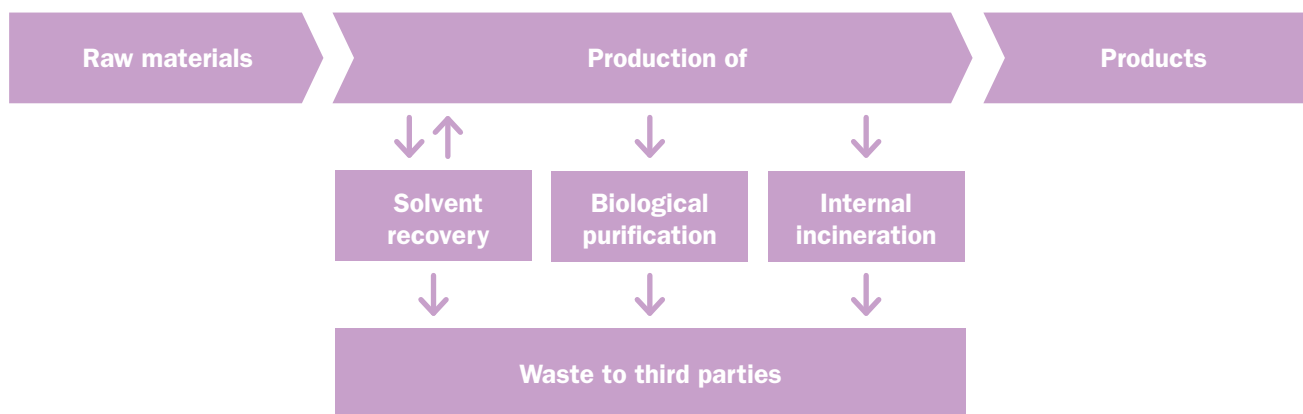 Raw materials
Production of
Products
Solvent
recovery
Biological
purification
Internal
incineration
Waste to third parties